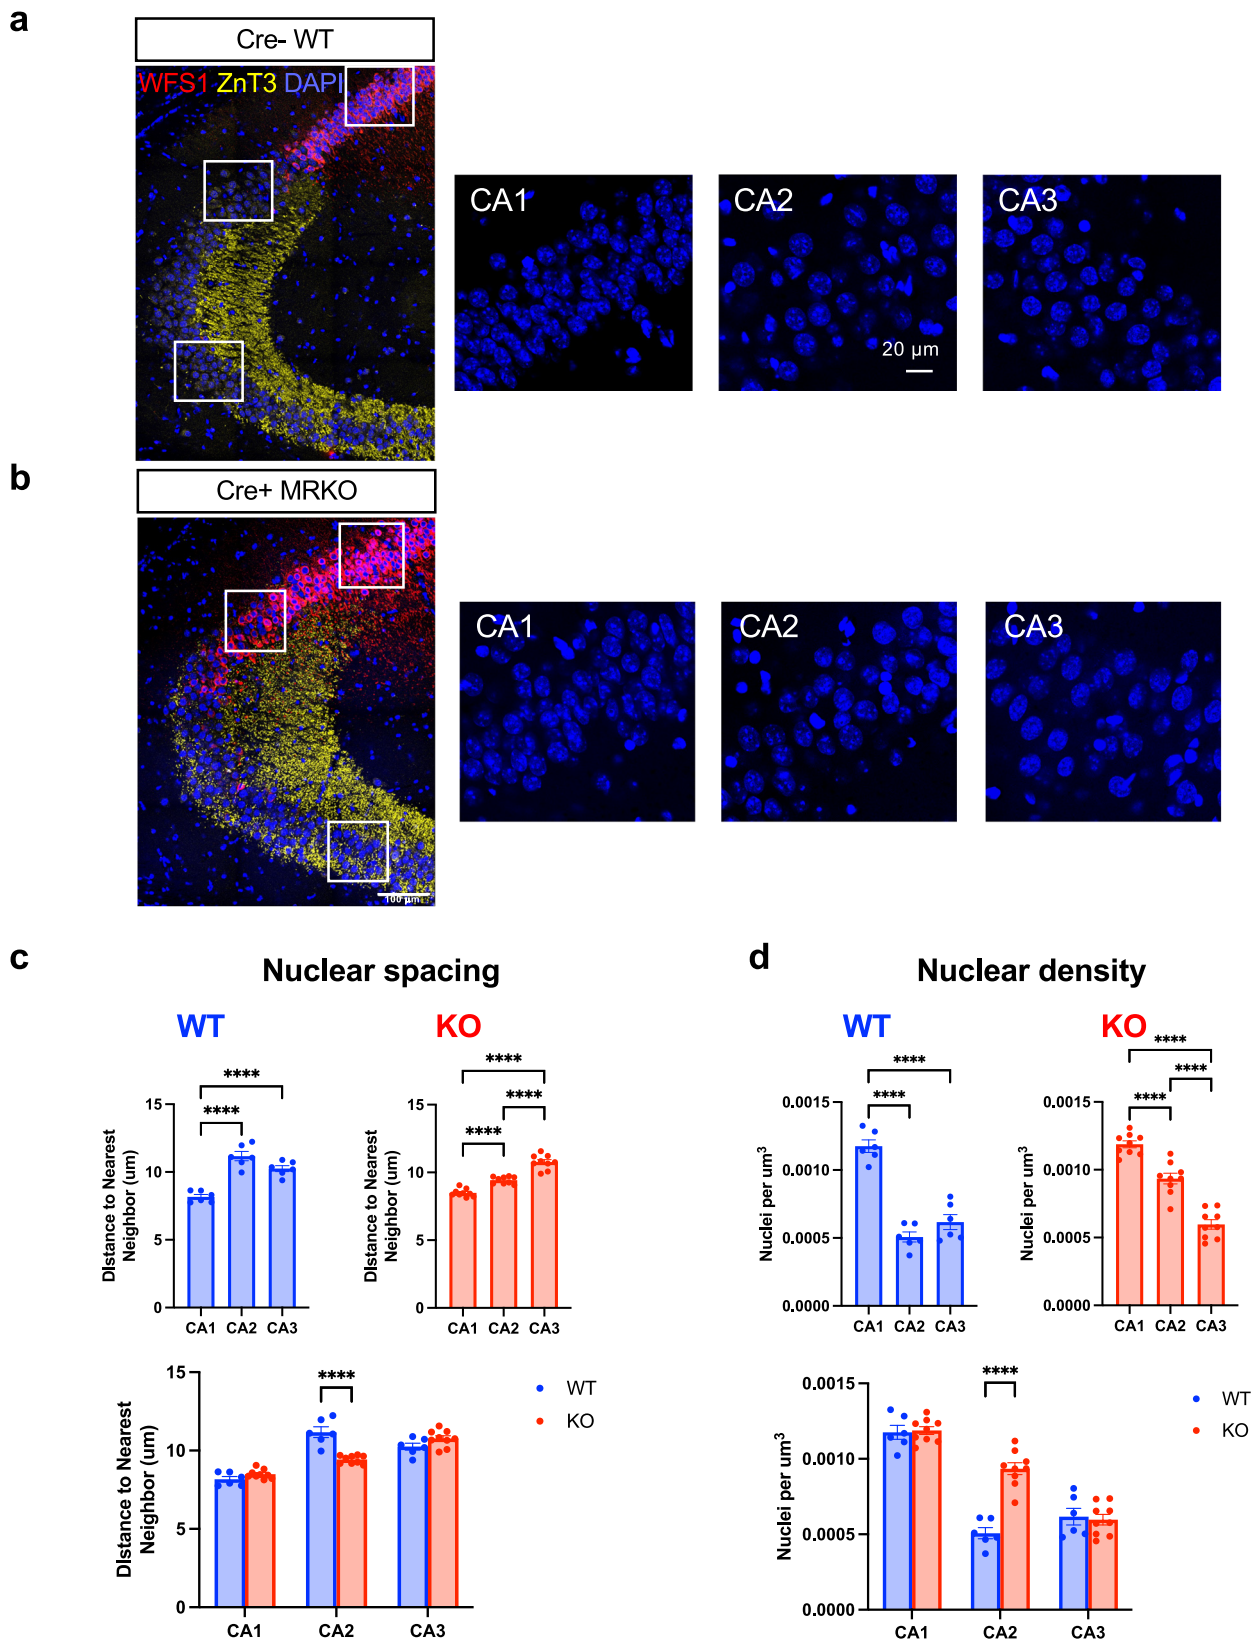 a
Cre- WT
WFS1 ZnT3 DAPI
CA1
CA2
CA3
20 µm
b
Cre+ MRKO
CA1
CA2
CA3
100 µm
c
Nuclear spacing
WT
KO
****
****
15
10
5
0
DIstance to Nearest
Neighbor (um)
CA1
CA2
CA3
****
****
****
15
10
5
0
DIstance to Nearest
Neighbor (um)
CA1
CA2
CA3
****
15
10
5
0
DIstance to Nearest
Neighbor (um)
CA1
CA2
CA3
WT
KO
d
Nuclear density
WT
KO
****
****
0.0015
0.0010
0.0005
0.0000
Nuclei per um³
CA1
CA2
CA3
****
****
****
0.0015
0.0010
0.0005
0.0000
Nuclei per um³
CA1
CA2
CA3
****
0.0015
0.0010
0.0005
0.0000
Nuclei per um³
CA1
CA2
CA3
WT
KO